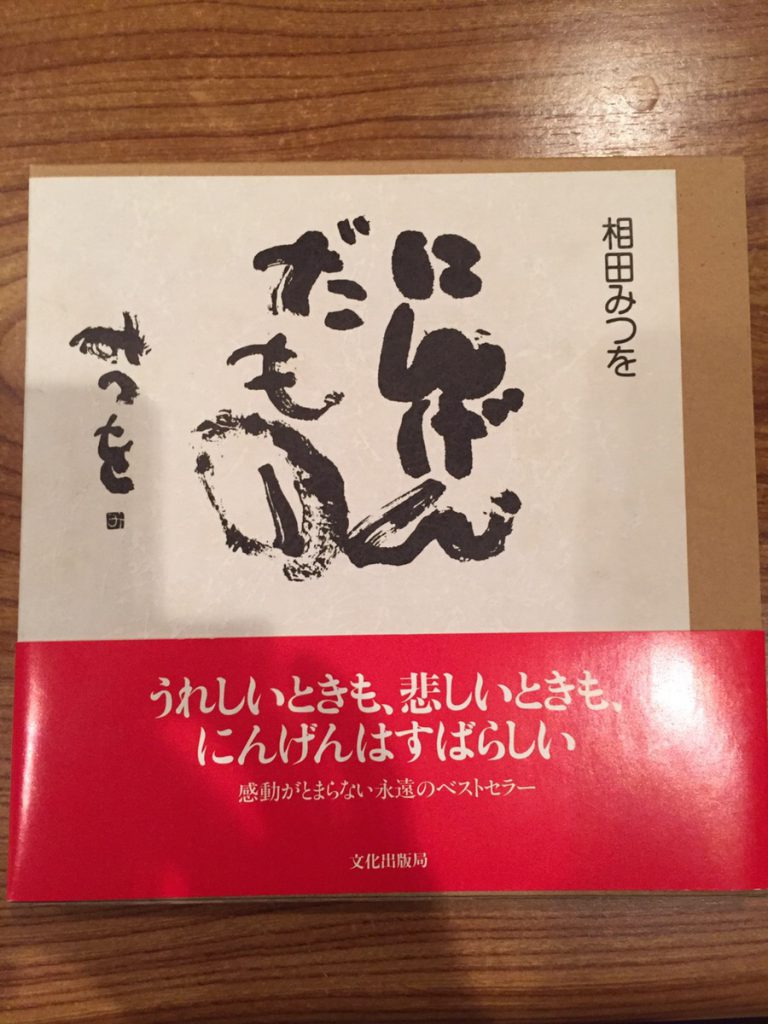 相田みつを
にんげん
だもの
みつを
うれしいときも、悲しいときも、
にんげんはすばらしい
感動がとまらない永遠のベストセラー
文化出版局